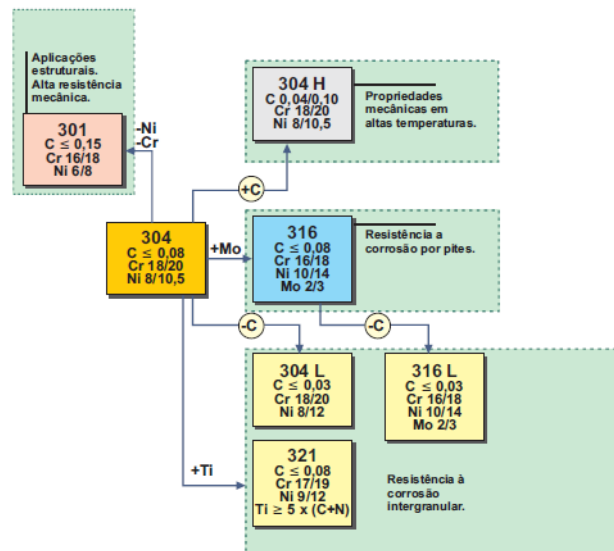 Aplicações
estruturais.
Alta resistência
mecânica.
301
C ≤ 0,15
Cr 16/18
Ni 6/8
-Ni
-Cr
304 H
C 0,04/0,10
Cr 18/20
Ni 8/10,5
Propriedades
mecânicas em
altas temperaturas.
+C
304
C ≤ 0,08
Cr 18/20
Ni 8/10,5
+Mo
316
C ≤ 0,08
Cr 16/18
Ni 10/14
Mo 2/3
Resistência a
corrosão por pites.
-C
-C
304 L
C ≤ 0,03
Cr 18/20
Ni 8/12
316 L
C ≤ 0,03
Cr 16/18
Ni 10/14
Mo 2/3
+Ti
321
C ≤ 0,08
Cr 17/19
Ni 9/12
Ti ≥ 5 x (C+N)
Resistência à
corrosão
intergranular.